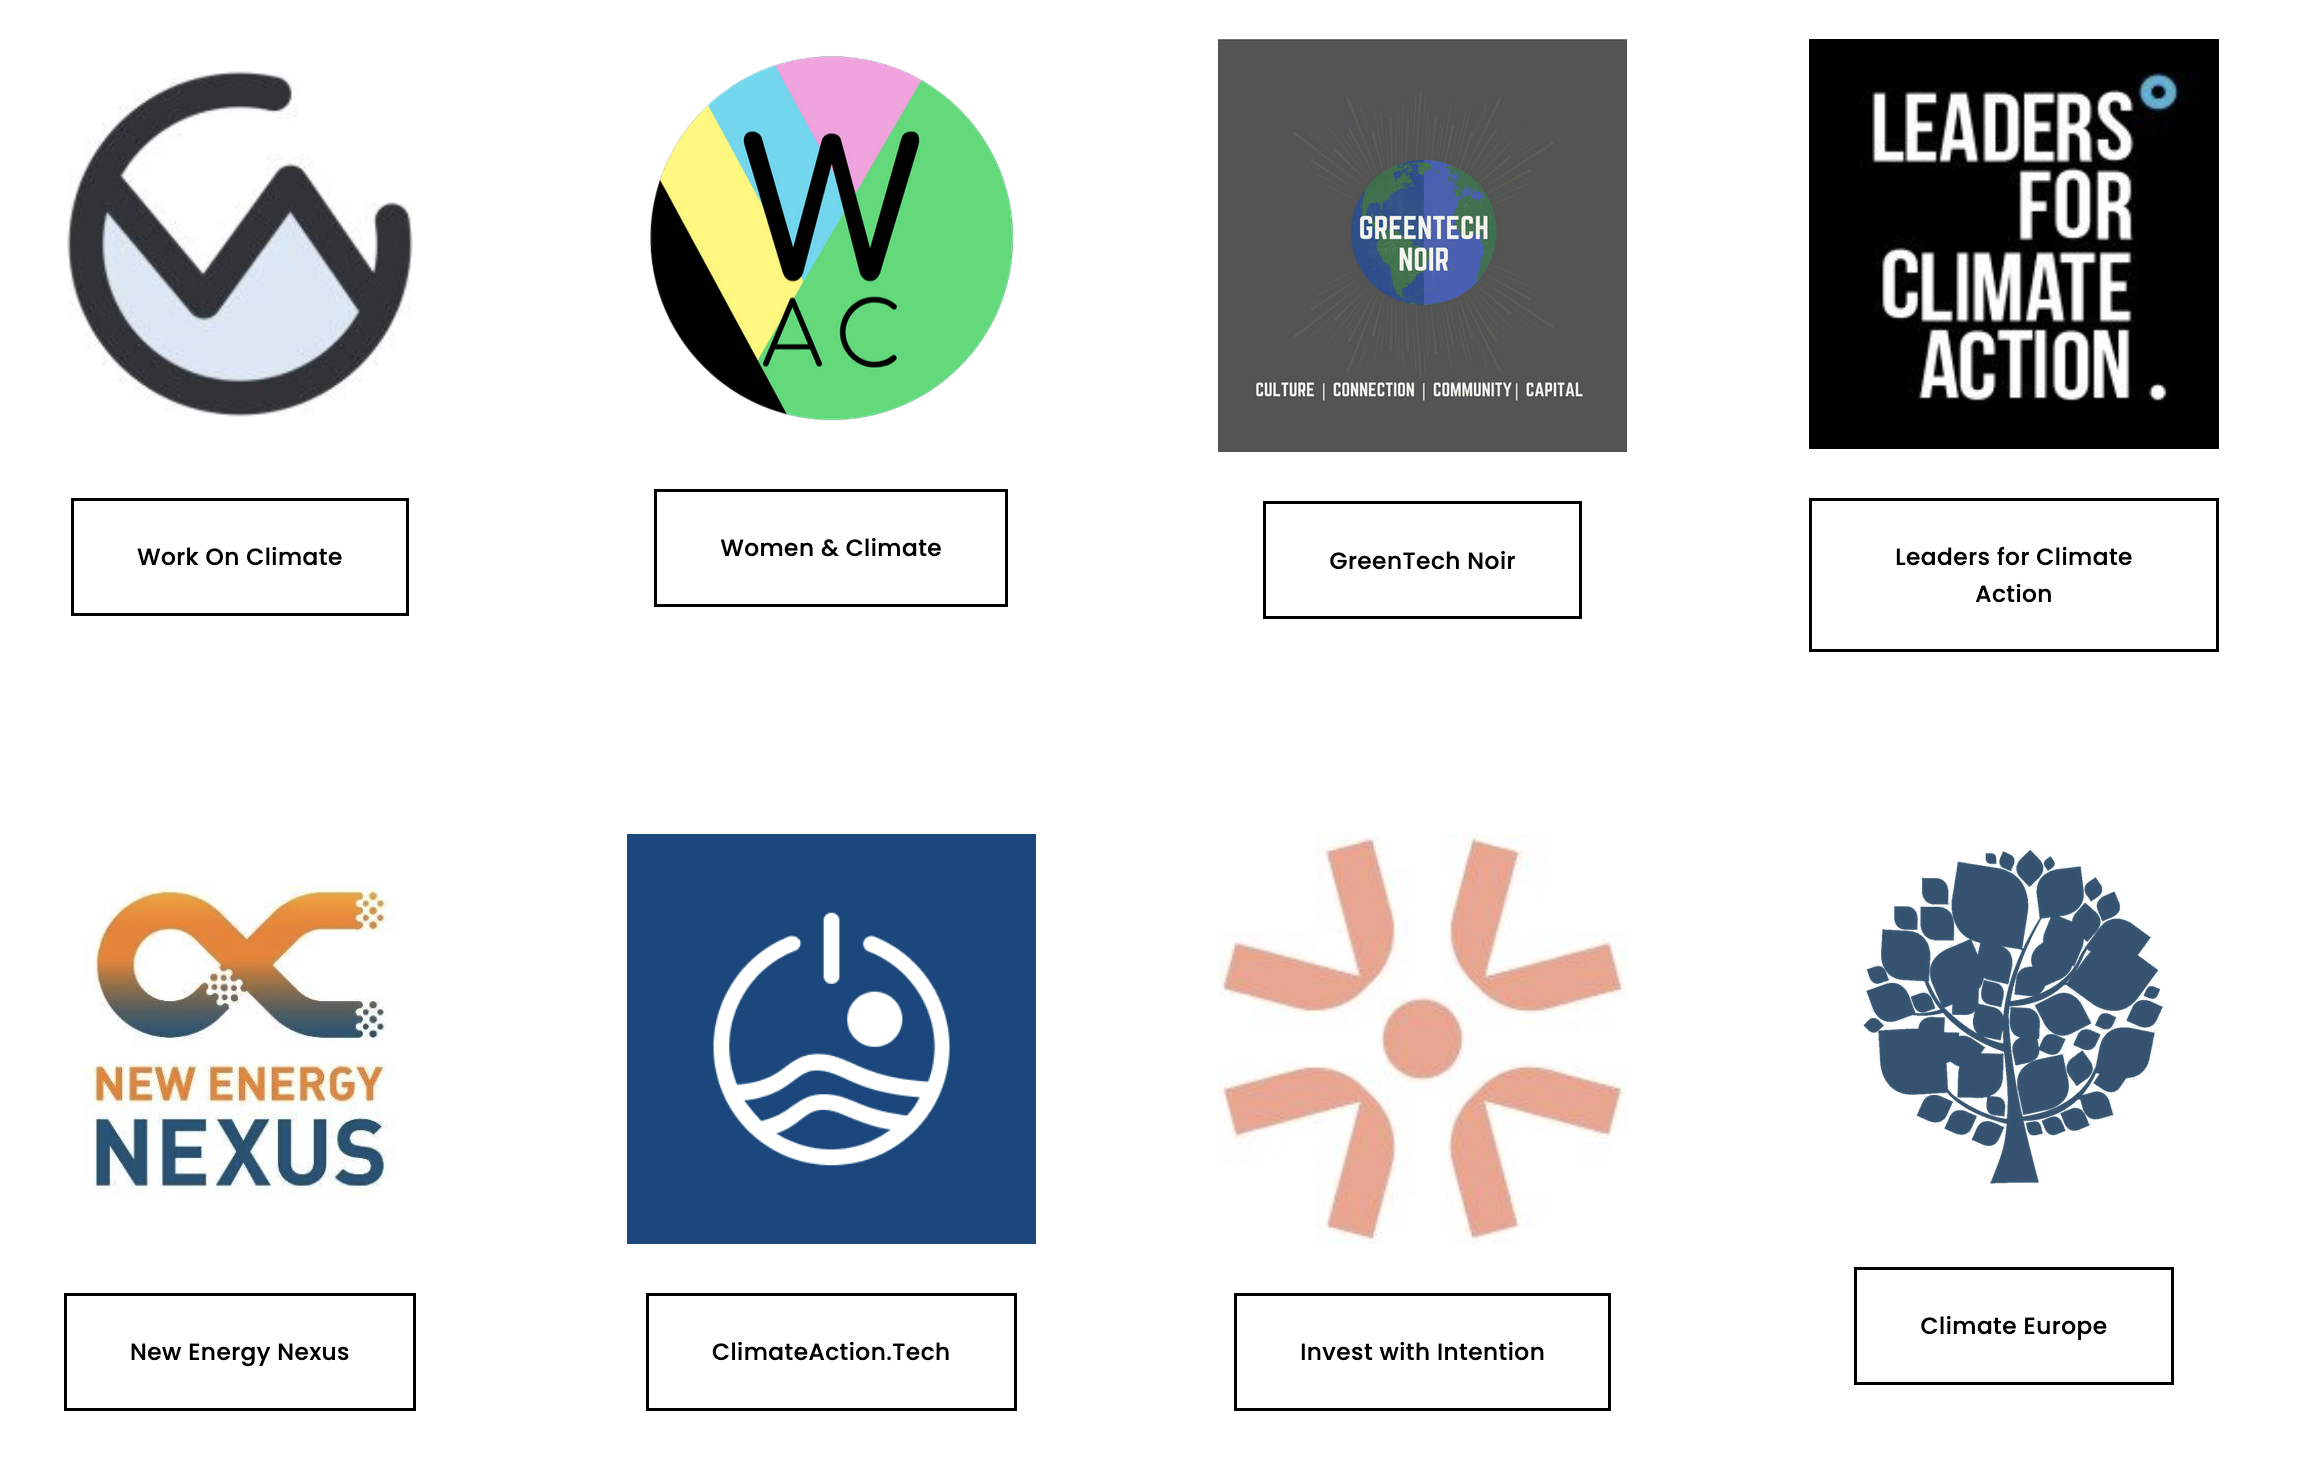 W
AC
GREENTECH
NOIR
CULTURE | CONNECTION | COMMUNITY | CAPITAL
LEADERS°
FOR
CLIMATE
ACTION.
Work On Climate
Women & Climate
GreenTech Noir
Leaders for Climate
Action
NEW ENERGY
NEXUS
New Energy Nexus
ClimateAction.Tech
Invest with Intention
Climate Europe